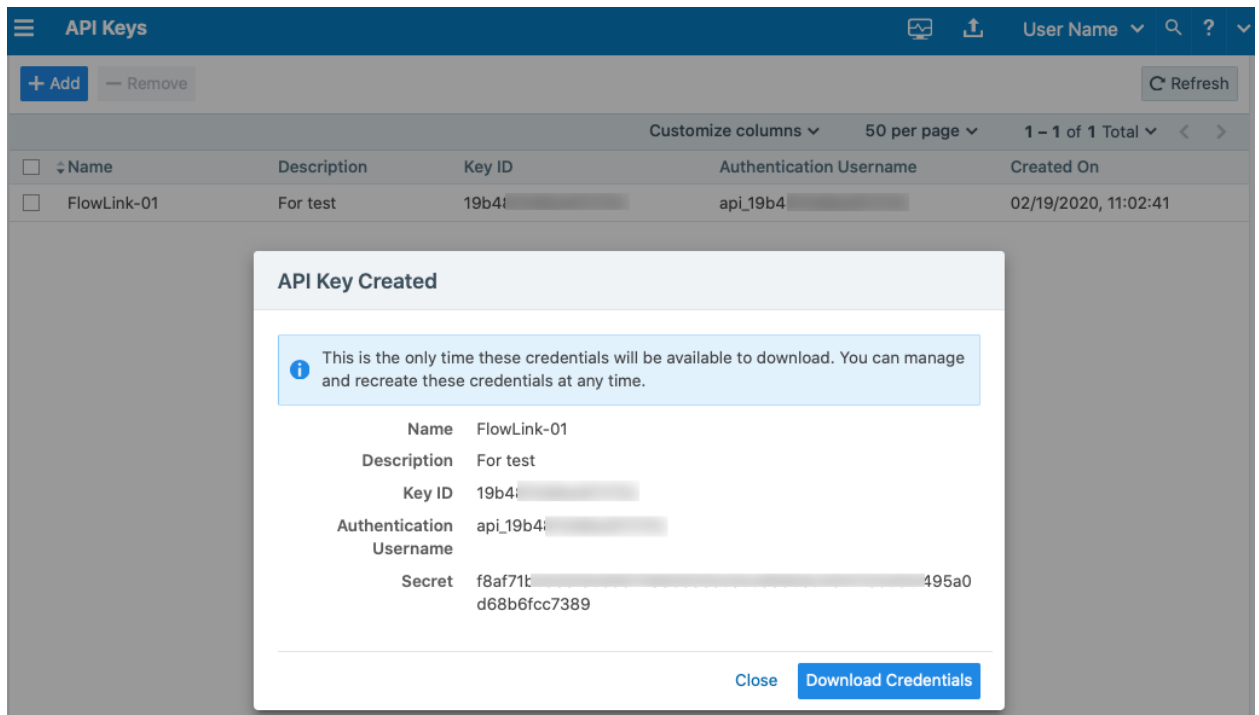 API Keys
User Name
?
+ Add
— Remove
Refresh
Customize columns
50 per page
1 – 1 of 1 Total
Name Description Key ID Authentication Username Created On
FlowLink-01 For test 19b4 api_19b4 02/19/2020, 11:02:41
API Key Created
This is the only time these credentials will be available to download. You can manage
and recreate these credentials at any time.
Name FlowLink-01
Description For test
Key ID 19b4
Authentication api_19b4
Username
Secret f8af71 495a0
d68b6fcc7389
Close
Download Credentials